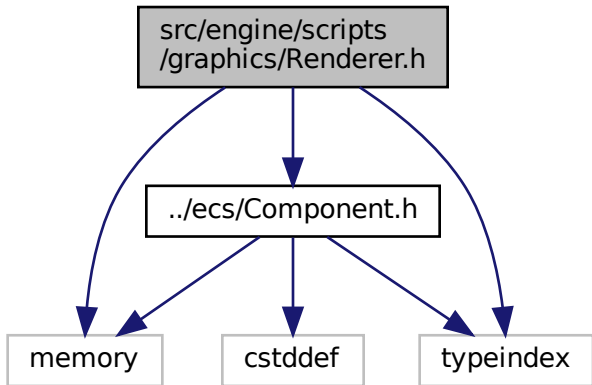 src/engine/scripts
/graphics/Renderer.h
../ecs/Component.h
memory
cstddef
typeindex